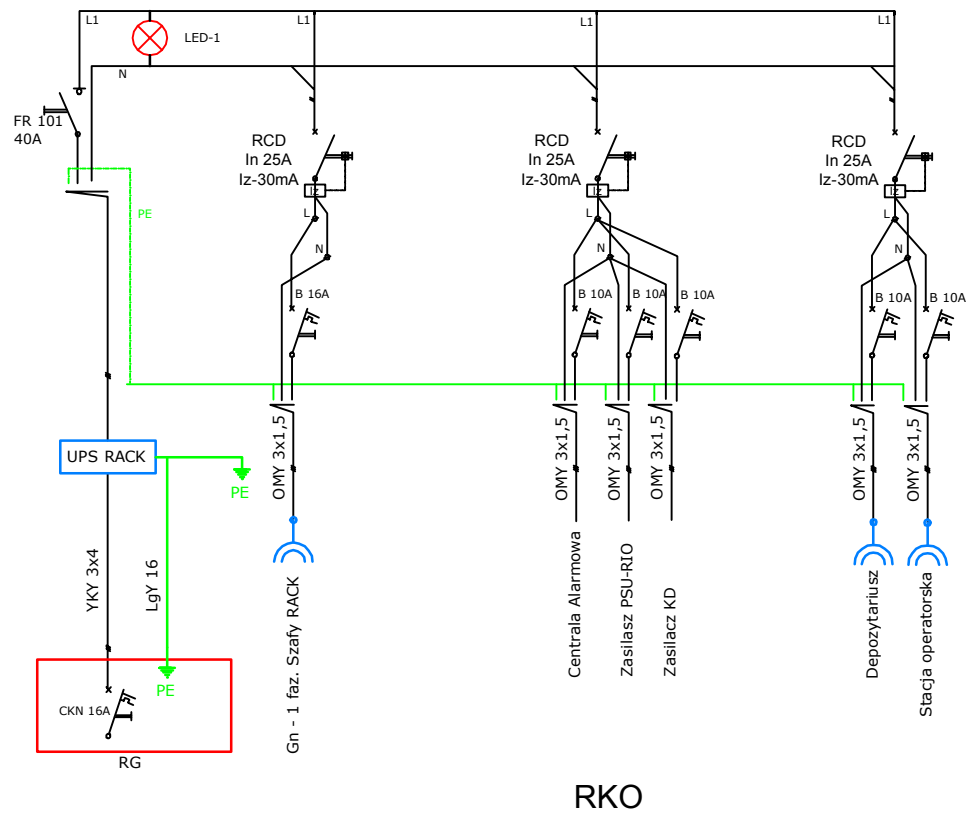 L1
L1
L1
L1
LED-1
N
FR 101
40A
RCD
In 25A
Iz-30mA
RCD
In 25A
Iz-30mA
RCD
In 25A
Iz-30mA
Iz
Iz
Iz
PE
L
N
L
N
L
N
B 16A
B 10A
B 10A
B 10A
B 10A
B 10A
UPS RACK
PE
OMY 3x1,5
OMY 3x1,5
OMY 3x1,5
OMY 3x1,5
OMY 3x1,5
OMY 3x1,5
YKY 3x4
LgY 16
Gn - 1 faz. Szafy RACK
Centrala Alarmowa
Zasilasz PSU-RIO
Zasilacz KD
Depozytariusz
Stacja operatorska
PE
CKN 16A
RG
RKO